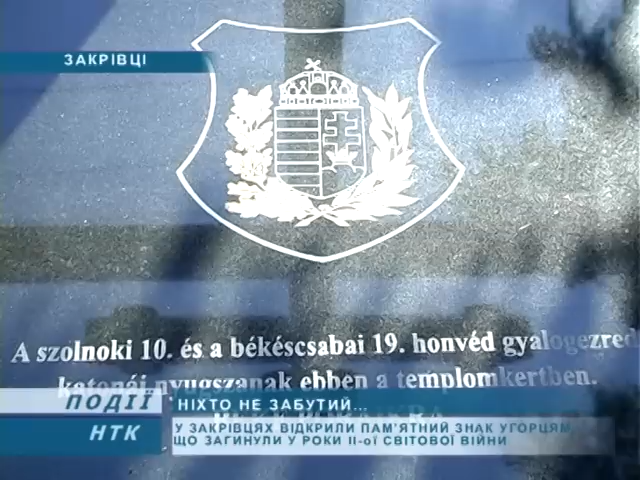 ЗАКРІВЦІ
A szolnoki 10. és a békéscsabai 19. honvéd gyalogezred
katonái nyugszanak ebben a templomkertben.
ПОДІЇ
НТК
НІХТО НЕ ЗАБУТИЙ...
У ЗАКРІВЦЯХ ВІДКРИЛИ ПАМ'ЯТНИЙ ЗНАК УГОРЦЯМ,
ЩО ЗАГИНУЛИ У РОКИ ІІ-ої СВІТОВОЇ ВІЙНИ